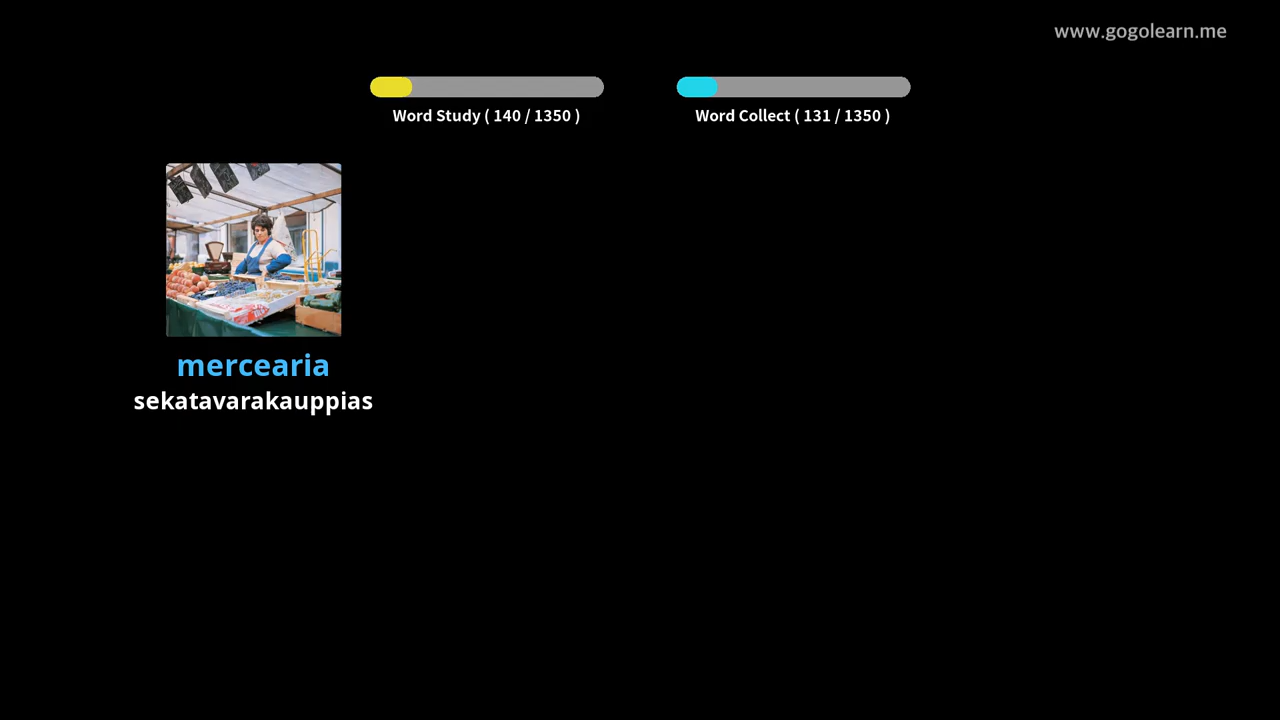 www.gogolearn.me
Word Study ( 140 / 1350 )
Word Collect ( 131 / 1350 )
mercearia
sekatavarakauppias